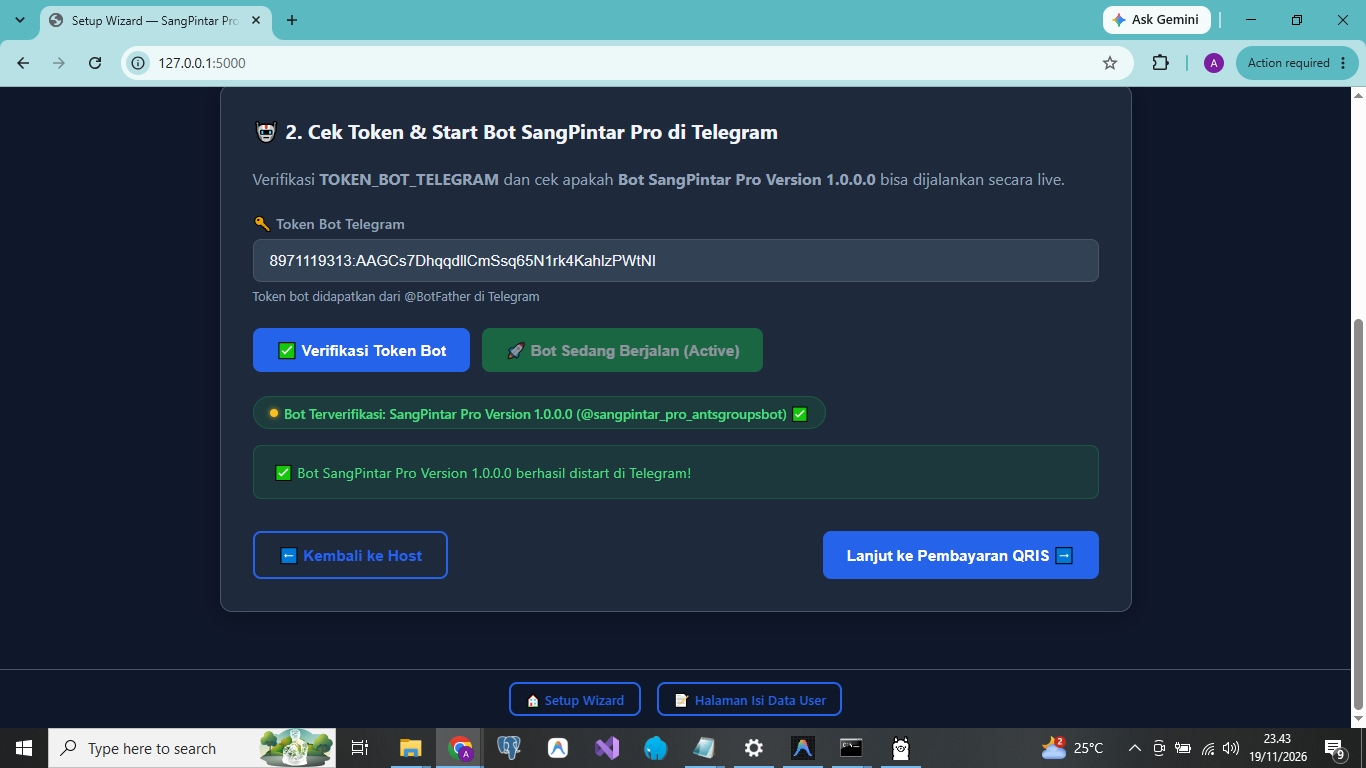 Setup Wizard — SangPintar Pro
Ask Gemini
127.0.0.1:5000
A
Action required
2. Cek Token & Start Bot SangPintar Pro di Telegram
Verifikasi TOKEN_BOT_TELEGRAM dan cek apakah Bot SangPintar Pro Version 1.0.0.0 bisa dijalankan secara live.
Token Bot Telegram
8971119313:AAGCs7DhqqdllCmSsq65N1rk4KahlzPWtNI
Token bot didapatkan dari @BotFather di Telegram
Verifikasi Token Bot
Bot Sedang Berjalan (Active)
Bot Terverifikasi: SangPintar Pro Version 1.0.0.0 (@sangpintar_pro_antsgroupsbot)
Bot SangPintar Pro Version 1.0.0.0 berhasil distart di Telegram!
Kembali ke Host
Lanjut ke Pembayaran QRIS
Setup Wizard
Halaman Isi Data User
Type here to search
A
2
25°C
23.43
19/11/2026
9